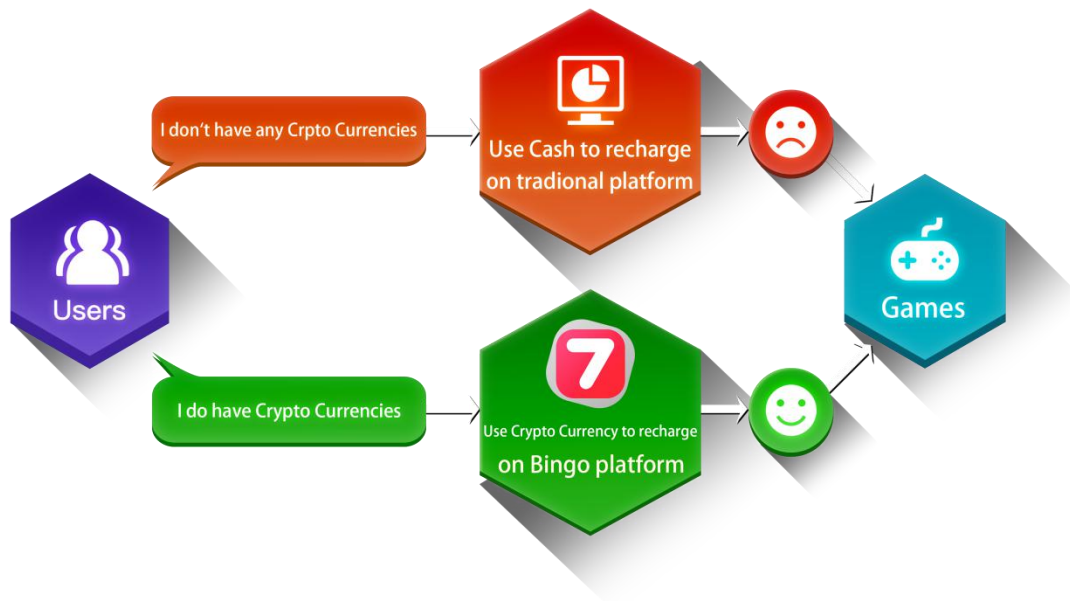 I don't have any Crpto Currencies
Use Cash to recharge
on tradional platform
Users
Games
I do have Crypto Currencies
7
Use Crypto Currency to recharge
on Bingo platform